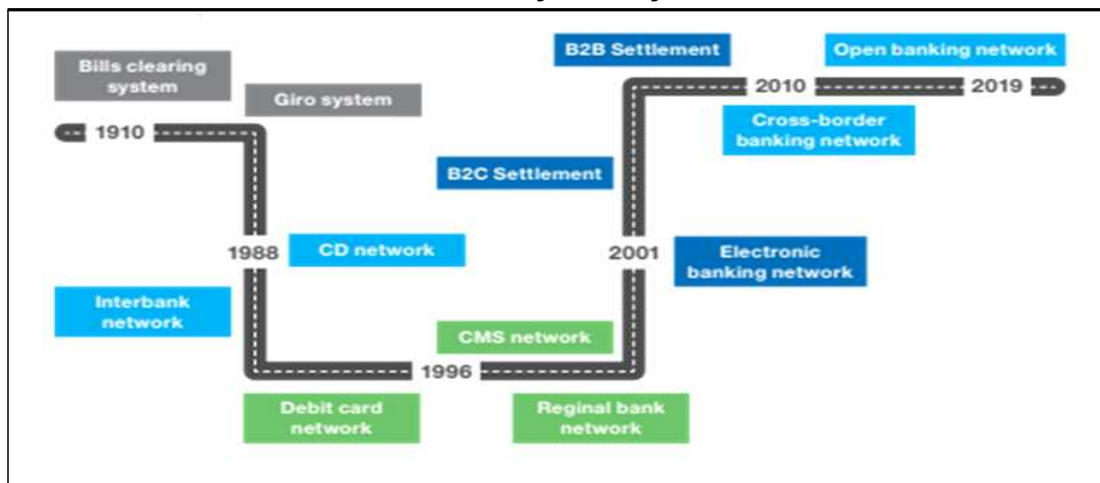 Bills clearing
system
Giro system
1910
1988
CD network
Interbank
network
Debit card
network
1996
CMS network
Reginal bank
network
2001
Electronic
banking network
B2C Settlement
B2B Settlement
2010
Cross-border
banking network
Open banking network
2019